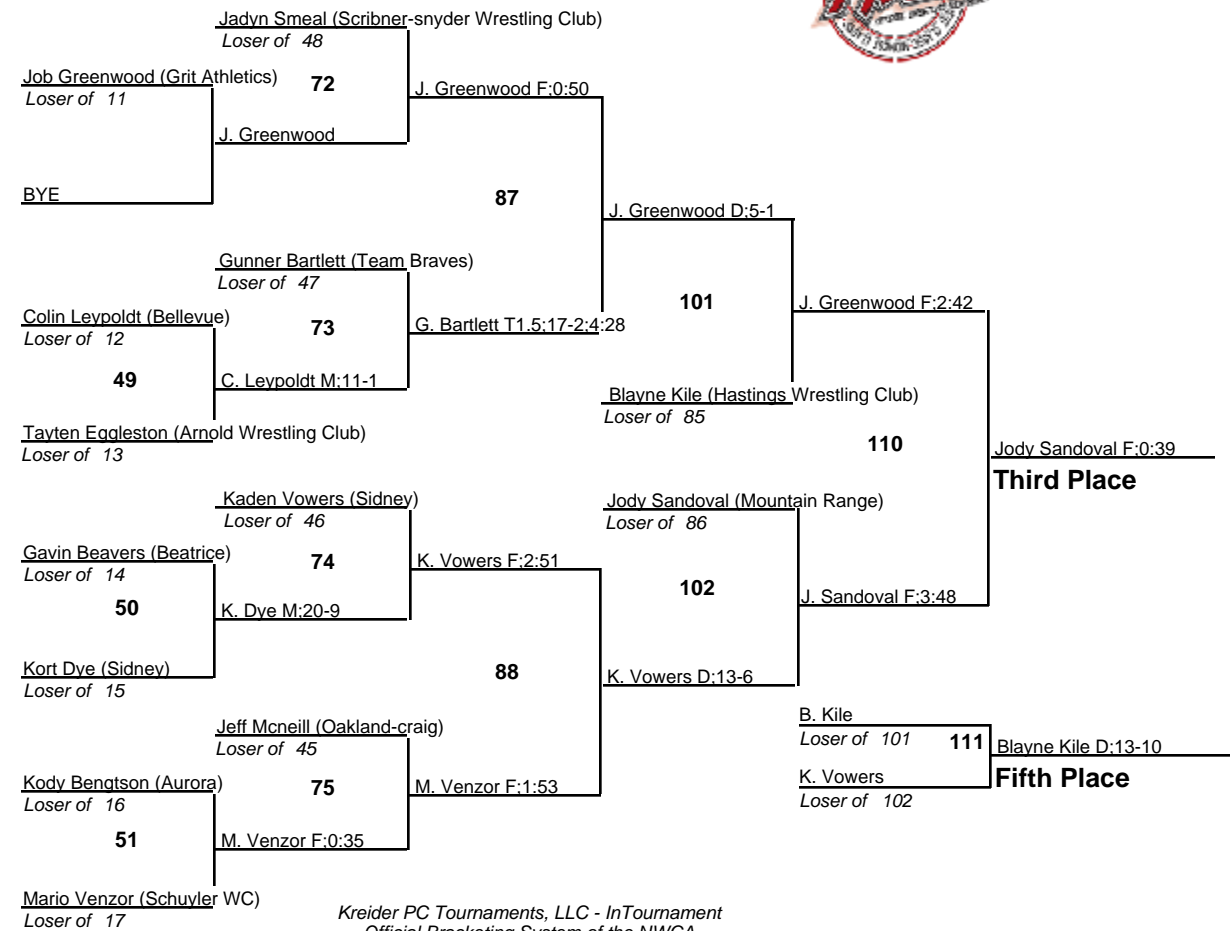 Jadyn Smeal (Scribner-snyder Wrestling Club)
Loser of 48
Job Greenwood (Grit Athletics)
Loser of 11
72
J. Greenwood F;0:50
J. Greenwood
BYE
87
J. Greenwood D;5-1
Gunner Bartlett (Team Braves)
Loser of 47
Colin Leypoldt (Bellevue)
Loser of 12
73
G. Bartlett T1.5;17-2;4:28
101
J. Greenwood F;2:42
49
C. Leypoldt M;11-1
Blayne Kile (Hastings Wrestling Club)
Loser of 85
Tayten Eggleston (Arnold Wrestling Club)
Loser of 13
110
Jody Sandoval F;0:39
Third Place
Kaden Vowers (Sidney)
Loser of 46
Jody Sandoval (Mountain Range)
Loser of 86
Gavin Beavers (Beatrice)
Loser of 14
74
K. Vowers F;2:51
102
J. Sandoval F;3:48
50
K. Dye M;20-9
Kort Dye (Sidney)
Loser of 15
88
K. Vowers D;13-6
Jeff Mcneill (Oakland-craig)
Loser of 45
B. Kile
Loser of 101
111
Blayne Kile D;13-10
Fifth Place
K. Vowers
Loser of 102
Kody Bengtson (Aurora)
Loser of 16
75
M. Venzor F;1:53
51
M. Venzor F;0:35
Mario Venzor (Schuyler WC)
Loser of 17
Kreider PC Tournaments, LLC - InTournament
Official Bracketing System of the NWCA